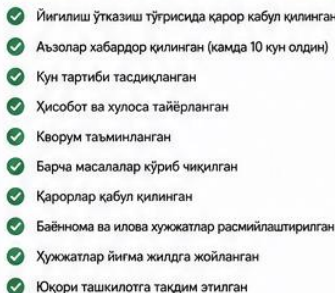 Йиғилиш ўтказиш тўғрисида қарор кабул қилинган
Аъзолар хабардор қилинган (камда 10 кун олдин)
Кун тартиби тасдиқланган
Ҳисобот ва хулоса тайёрланган
Кворум таъминланган
Барча масалалар кўриб чиқилган
Қарорлар қабул қилинган
Баённома ва илова хужжатлар расмийлаштирилган
Ҳужжатлар йиғма жилдга жойланган
Юқори ташкилотга тақдим этилган